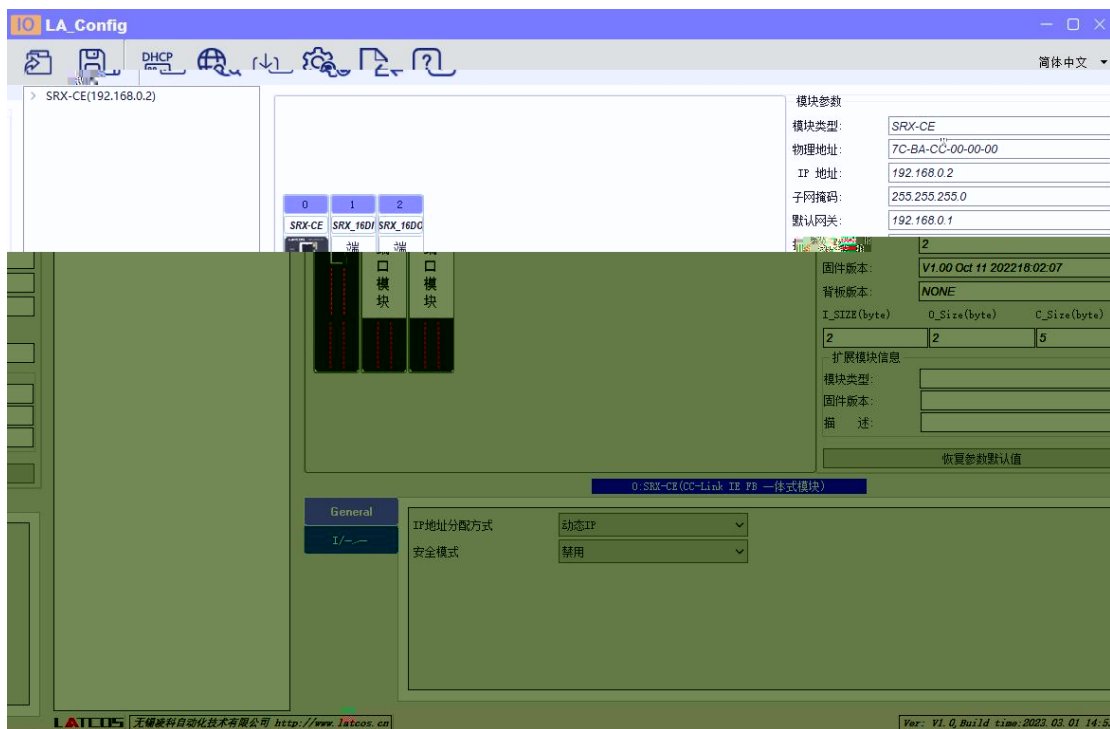 IO LA_Config
DHCP
简体中文
SRX-CE(192.168.0.2)
0 1 2
SRX-CE SRX_16DI SRX_16DO
端 端
口 口
模 模
块 块
模块参数
模块类型: SRX-CE
物理地址: 7C-BA-CC-00-00-00
IP 地址: 192.168.0.2
子网掩码: 255.255.255.0
默认网关: 192.168.0.1
2
固件版本: V1.00 Oct 11 202218:02:07
背板版本: NONE
I_SIZE(byte) O_Size(byte) C_Size(byte)
2 2 5
扩展模块信息
模块类型:
固件版本:
描 述:
恢复参数默认值
0:SRX-CE(CC-Link IE FB 一体式模块)
General
IP地址分配方式 动态IP
安全模式 禁用
LATCOS 无锡凌科自动化技术有限公司 http://www.latcos.cn
Ver: V1.0,Build time:2023.03.01 14:5